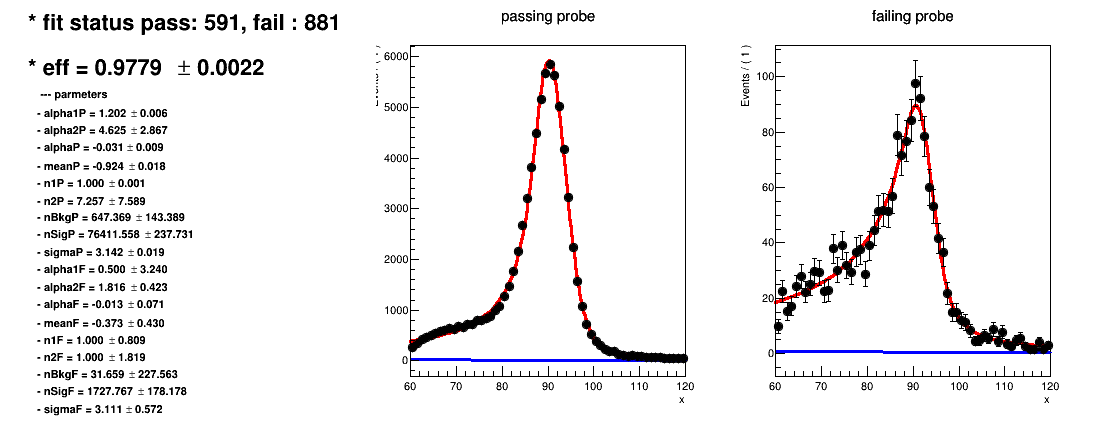 * fit status pass: 591, fail : 881
* eff = 0.9779 ± 0.0022
--- parmeters
- alpha1P = 1.202 ± 0.006
- alpha2P = 4.625 ± 2.867
- alphaP = -0.031 ± 0.009
- meanP = -0.924 ± 0.018
- n1P = 1.000 ± 0.001
- n2P = 7.257 ± 7.589
- nBkgP = 647.369 ± 143.389
- nSigP = 76411.558 ± 237.731
- sigmaP = 3.142 ± 0.019
- alpha1F = 0.500 ± 3.240
- alpha2F = 1.816 ± 0.423
- alphaF = -0.013 ± 0.071
- meanF = -0.373 ± 0.430
- n1F = 1.000 ± 0.809
- n2F = 1.000 ± 1.819
- nBkgF = 31.659 ± 227.563
- nSigF = 1727.767 ± 178.178
- sigmaF = 3.111 ± 0.572
passing probe
6000
5000
4000
3000
2000
1000
0
60 70 80 90 100 110 120
x
failing probe
Events / ( 1 )
100
80
60
40
20
0
60 70 80 90 100 110 120
x